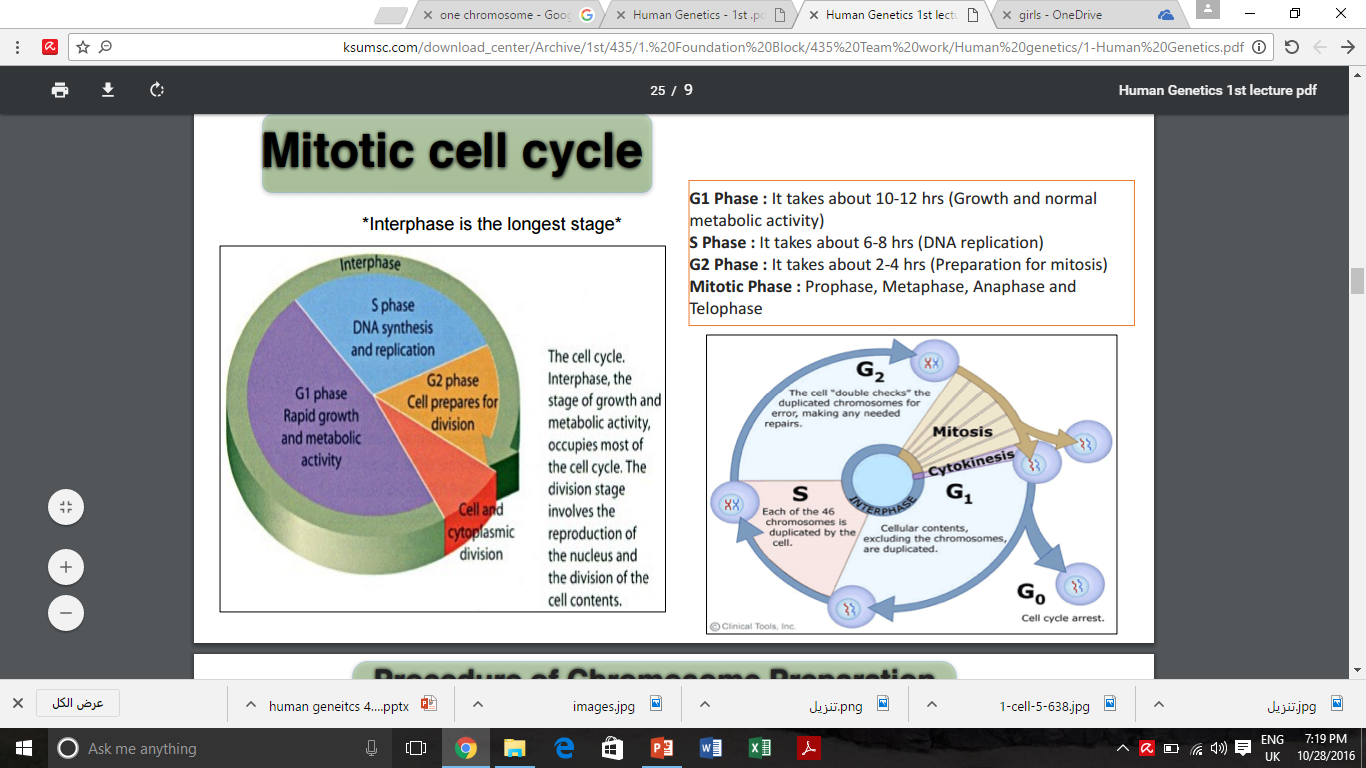 one chromosome - Goog
Human Genetics - 1st .pd
Human Genetics 1st lectu
girls - OneDrive
ksumsc.com/download_center/Archive/1st/435/1.%20Foundation%20Block/435%20Team%20work/Human%20genetics/1-Human%20Genetics.pdf
25 / 9
Human Genetics 1st lecture pdf
Mitotic cell cycle
*Interphase is the longest stage*
G1 Phase : It takes about 10-12 hrs (Growth and normal
metabolic activity)
S Phase : It takes about 6-8 hrs (DNA replication)
G2 Phase : It takes about 2-4 hrs (Preparation for mitosis)
Mitotic Phase : Prophase, Metaphase, Anaphase and
Telophase
Interphase
S phase
DNA synthesis
and replication
G2 phase
Cell prepares for
division
G1 phase
Rapid growth
and metabolic
activity
Cell and
cytoplasmic
division
The cell cycle.
Interphase, the
stage of growth and
metabolic activity,
occupies most of
the cell cycle. The
division stage
involves the
reproduction of
the nucleus and
the division of the
cell contents.
G2
The cell "double checks" the
duplicated chromosomes for
error, making any needed
repairs.
Mitosis
Cytokinesis
INTERPHASE
S
Each of the 46
chromosomes is
duplicated by the
cell.
G1
Cellular contents,
excluding the chromosomes,
are duplicated.
G0
Cell cycle arrest.
© Clinical Tools, Inc.
Procedure of Chromosome Preparation
عرض الكل
human geneitcs 4....pptx
images.jpg
تنزيل.png
1-cell-5-638.jpg
تنزيل.jpg
Ask me anything
ENG
UK
7:19 PM
10/28/2016